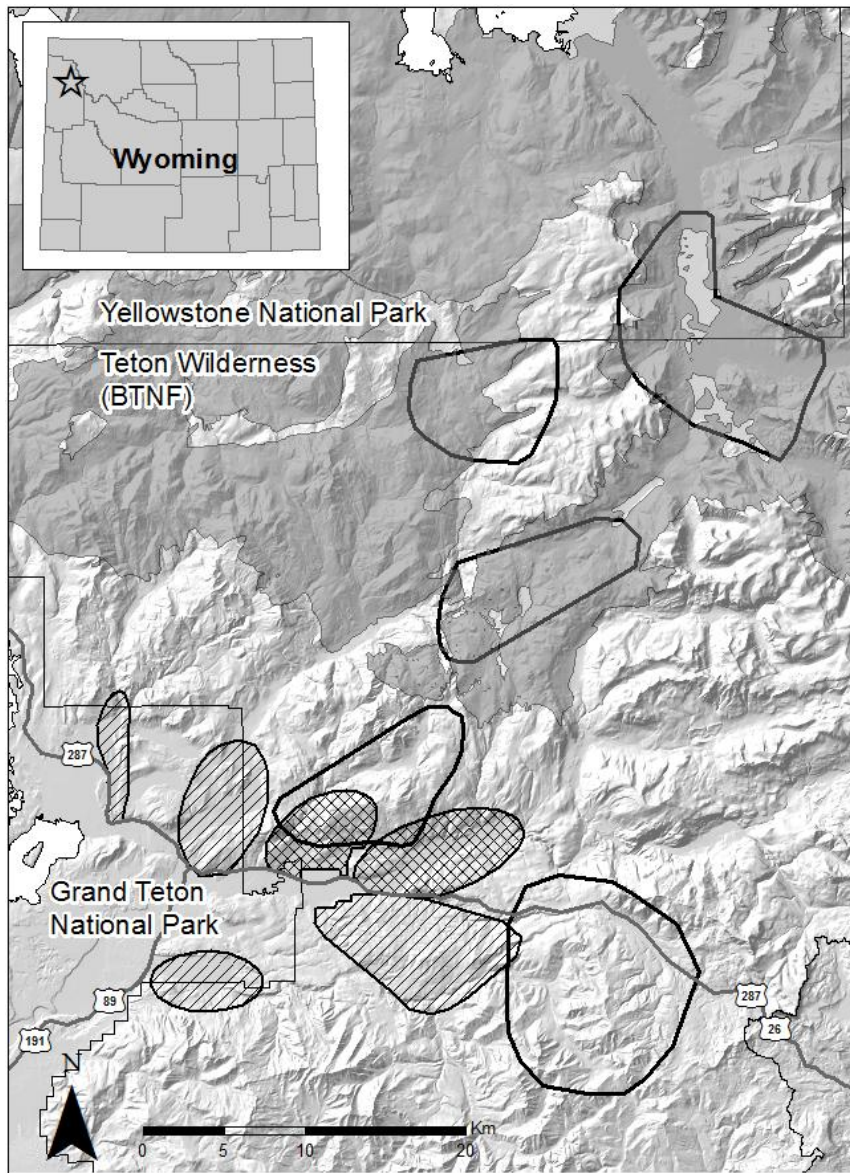 Wyoming
Yellowstone National Park
Teton Wilderness
(BTNF)
287
Grand Teton
National Park
89
191
287
26
N
Km
0 5 10 20